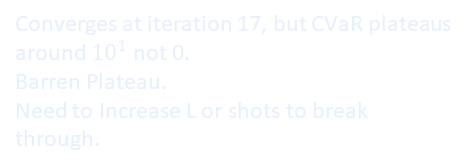 Converges at iteration 17, but CVaR plateaus
around 10¹ not 0.
Barren Plateau.
Need to Increase L or shots to break
through.